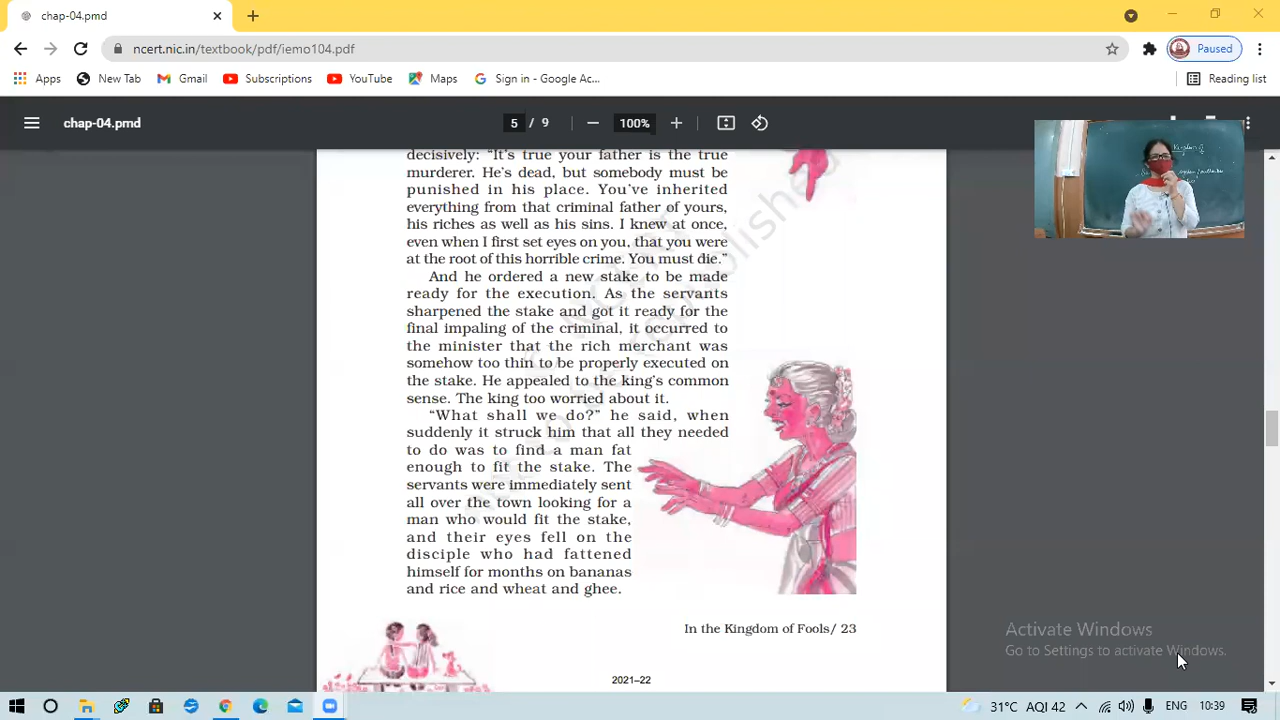 chap-04.pmd
ncert.nic.in/textbook/pdf/iemo104.pdf
Paused
Apps
New Tab
Gmail
Subscriptions
YouTube
Maps
Sign in - Google Ac...
Reading list
chap-04.pmd
5 / 9
100%
decisively: “It's true your father is the true
murderer. He's dead, but somebody must be
punished in his place. You've inherited
everything from that criminal father of yours,
his riches as well as his sins. I knew at once,
even when I first set eyes on you, that you were
at the root of this horrible crime. You must die.”
And he ordered a new stake to be made
ready for the execution. As the servants
sharpened the stake and got it ready for the
final impaling of the criminal, it occurred to
the minister that the rich merchant was
somehow too thin to be properly executed on
the stake. He appealed to the king's common
sense. The king too worried about it.
“What shall we do?” he said, when
suddenly it struck him that all they needed
to do was to find a man fat
enough to fit the stake. The
servants were immediately sent
all over the town looking for a
man who would fit the stake,
and their eyes fell on the
disciple who had fattened
himself for months on bananas
and rice and wheat and ghee.
In the Kingdom of Fools/ 23
2021–22
Activate Windows
Go to Settings to activate Windows.
31°C AQI 42
ENG
10:39